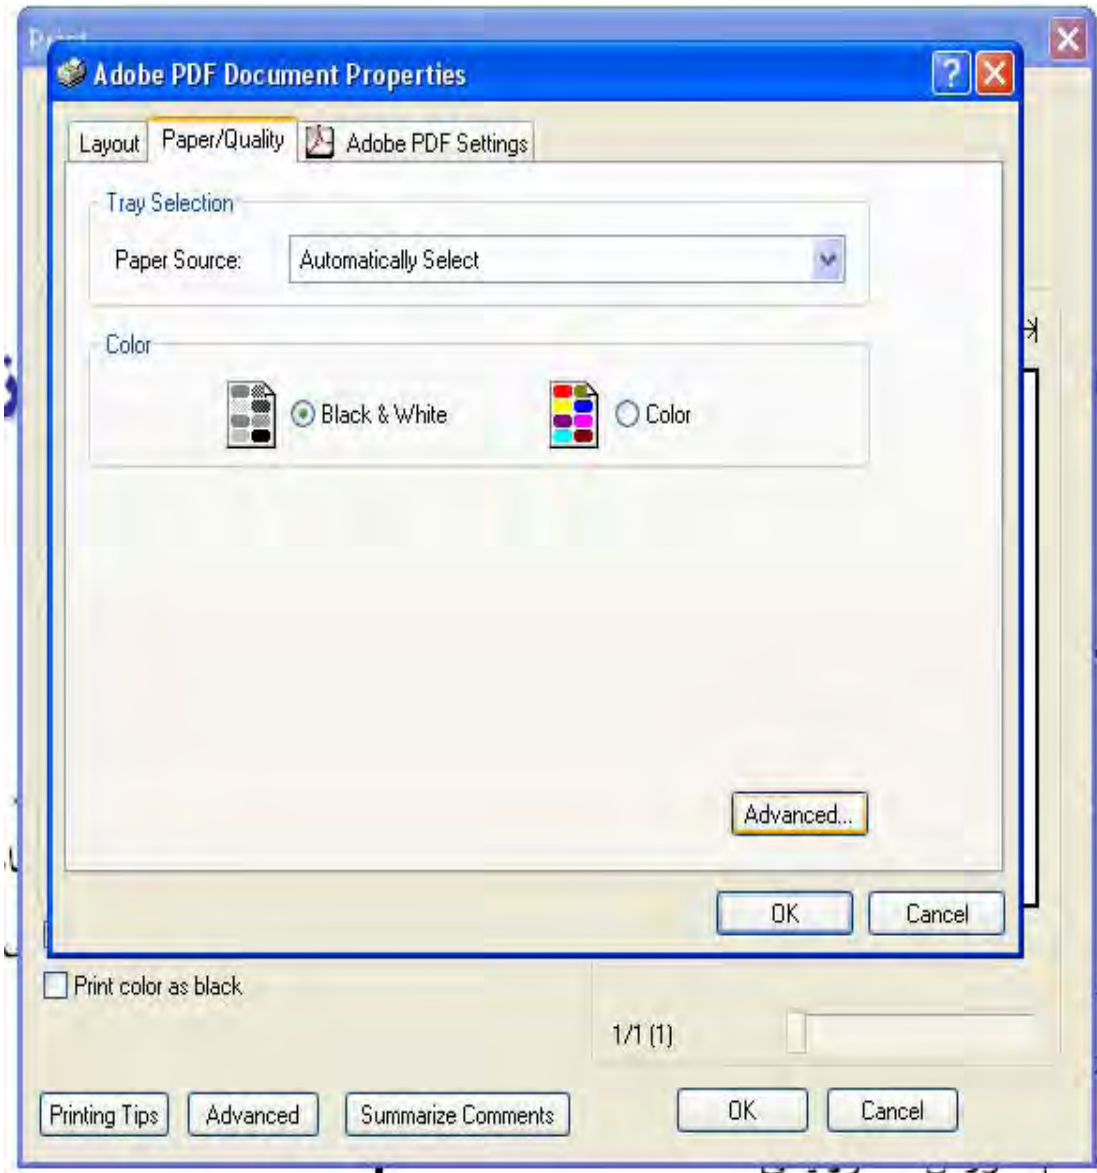 Print
Adobe PDF Document Properties
Layout
Paper/Quality
Adobe PDF Settings
Tray Selection
Paper Source: Automatically Select
Color
Black & White
Color
Advanced...
OK
Cancel
Print color as black
1/1 (1)
Printing Tips
Advanced
Summarize Comments
OK
Cancel